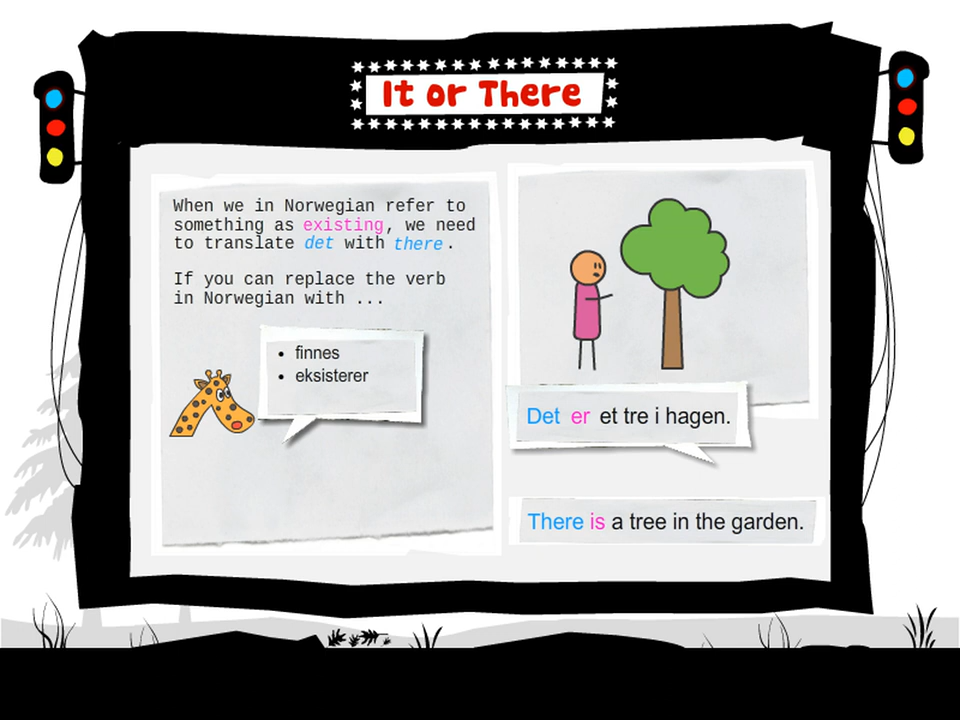 It or There
When we in Norwegian refer to
something as existing, we need
to translate det with there.
If you can replace the verb
in Norwegian with ...
• finnes
• eksisterer
Det er et tre i hagen.
There is a tree in the garden.